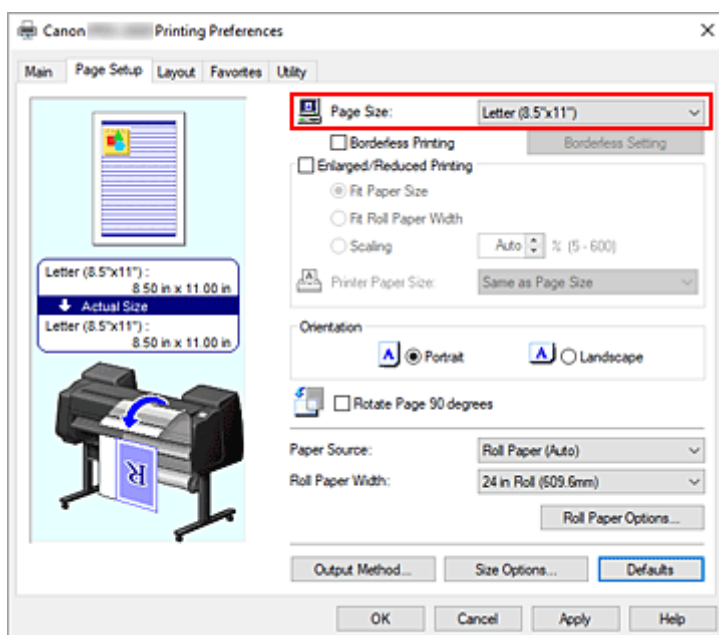 Canon Printing Preferences
Main Page Setup Layout Favorites Utility
Page Size: Letter (8.5"x11")
Borderless Printing Borderless Setting
Enlarged/Reduced Printing
Fit Paper Size
Fit Roll Paper Width
Scaling Auto % (5 - 600)
Printer Paper Size: Same as Page Size
Letter (8.5"x11") :
8.50 in x 11.00 in
Actual Size
Letter (8.5"x11") :
8.50 in x 11.00 in
Orientation
A Portrait A Landscape
Rotate Page 90 degrees
Paper Source: Roll Paper (Auto)
Roll Paper Width: 24 in Roll (609.6mm)
Roll Paper Options...
R
Output Method... Size Options... Defaults
OK Cancel Apply Help